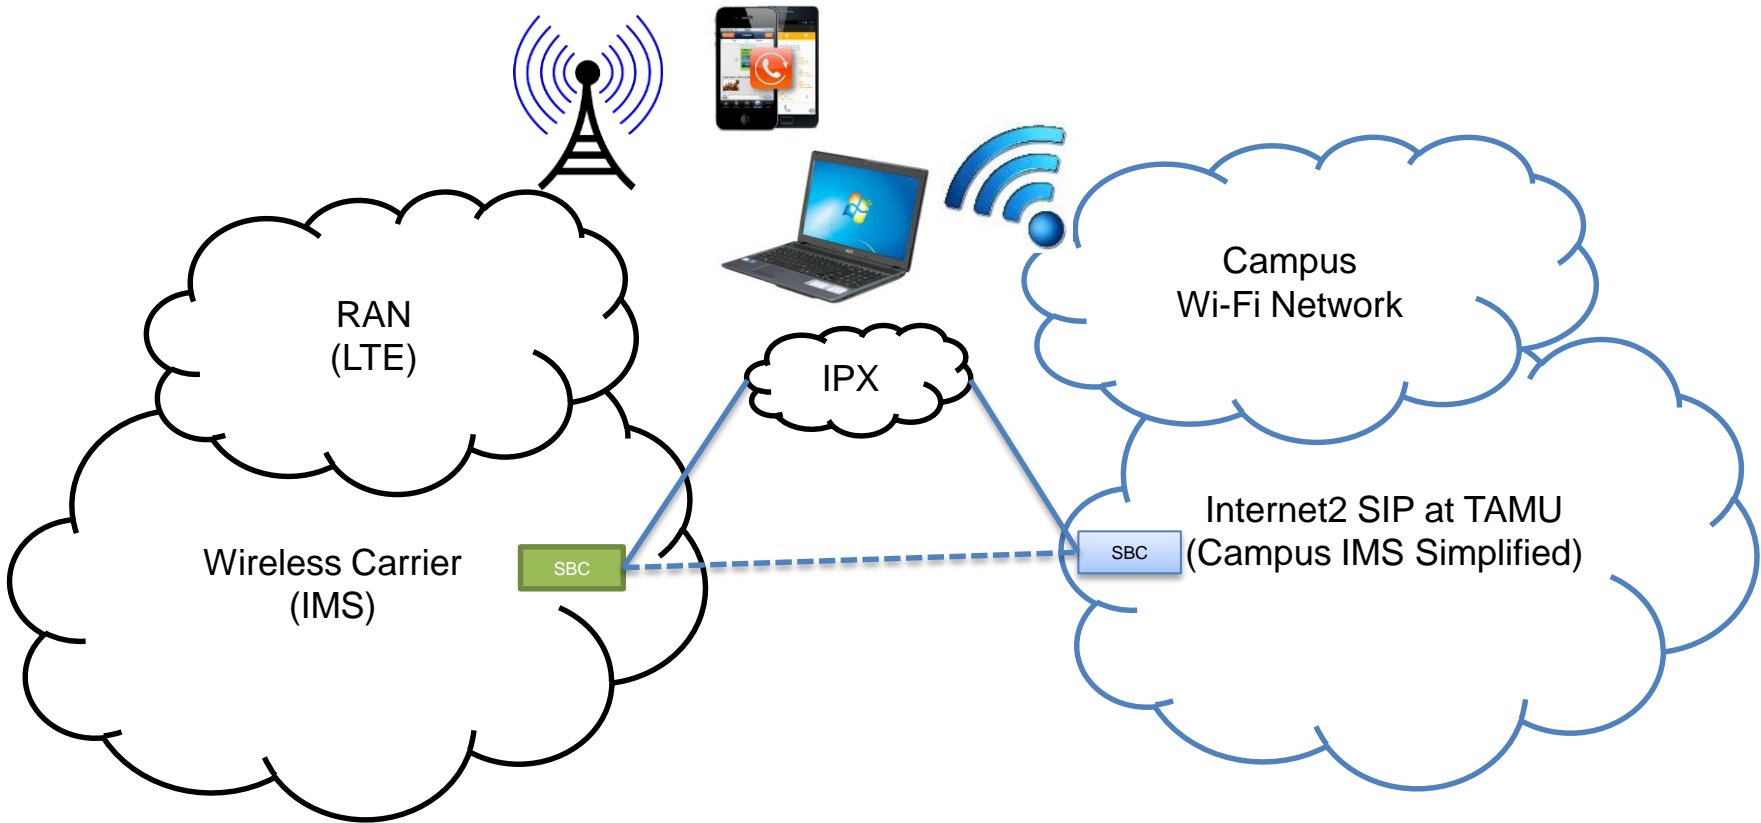 RAN
(LTE)
Campus
Wi-Fi Network
IPX
Wireless Carrier
(IMS)
SBC
SBC
Internet2 SIP at TAMU
(Campus IMS Simplified)